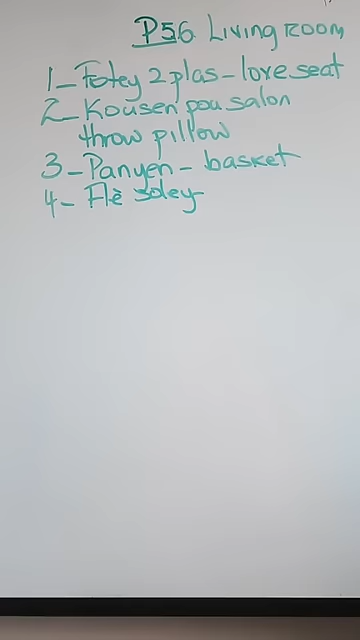 P56 Living Room
1- Fotey 2 plas - love seat
2- Kousen pou salon
throw pillow
3- Panyen - basket
4- Flè soley